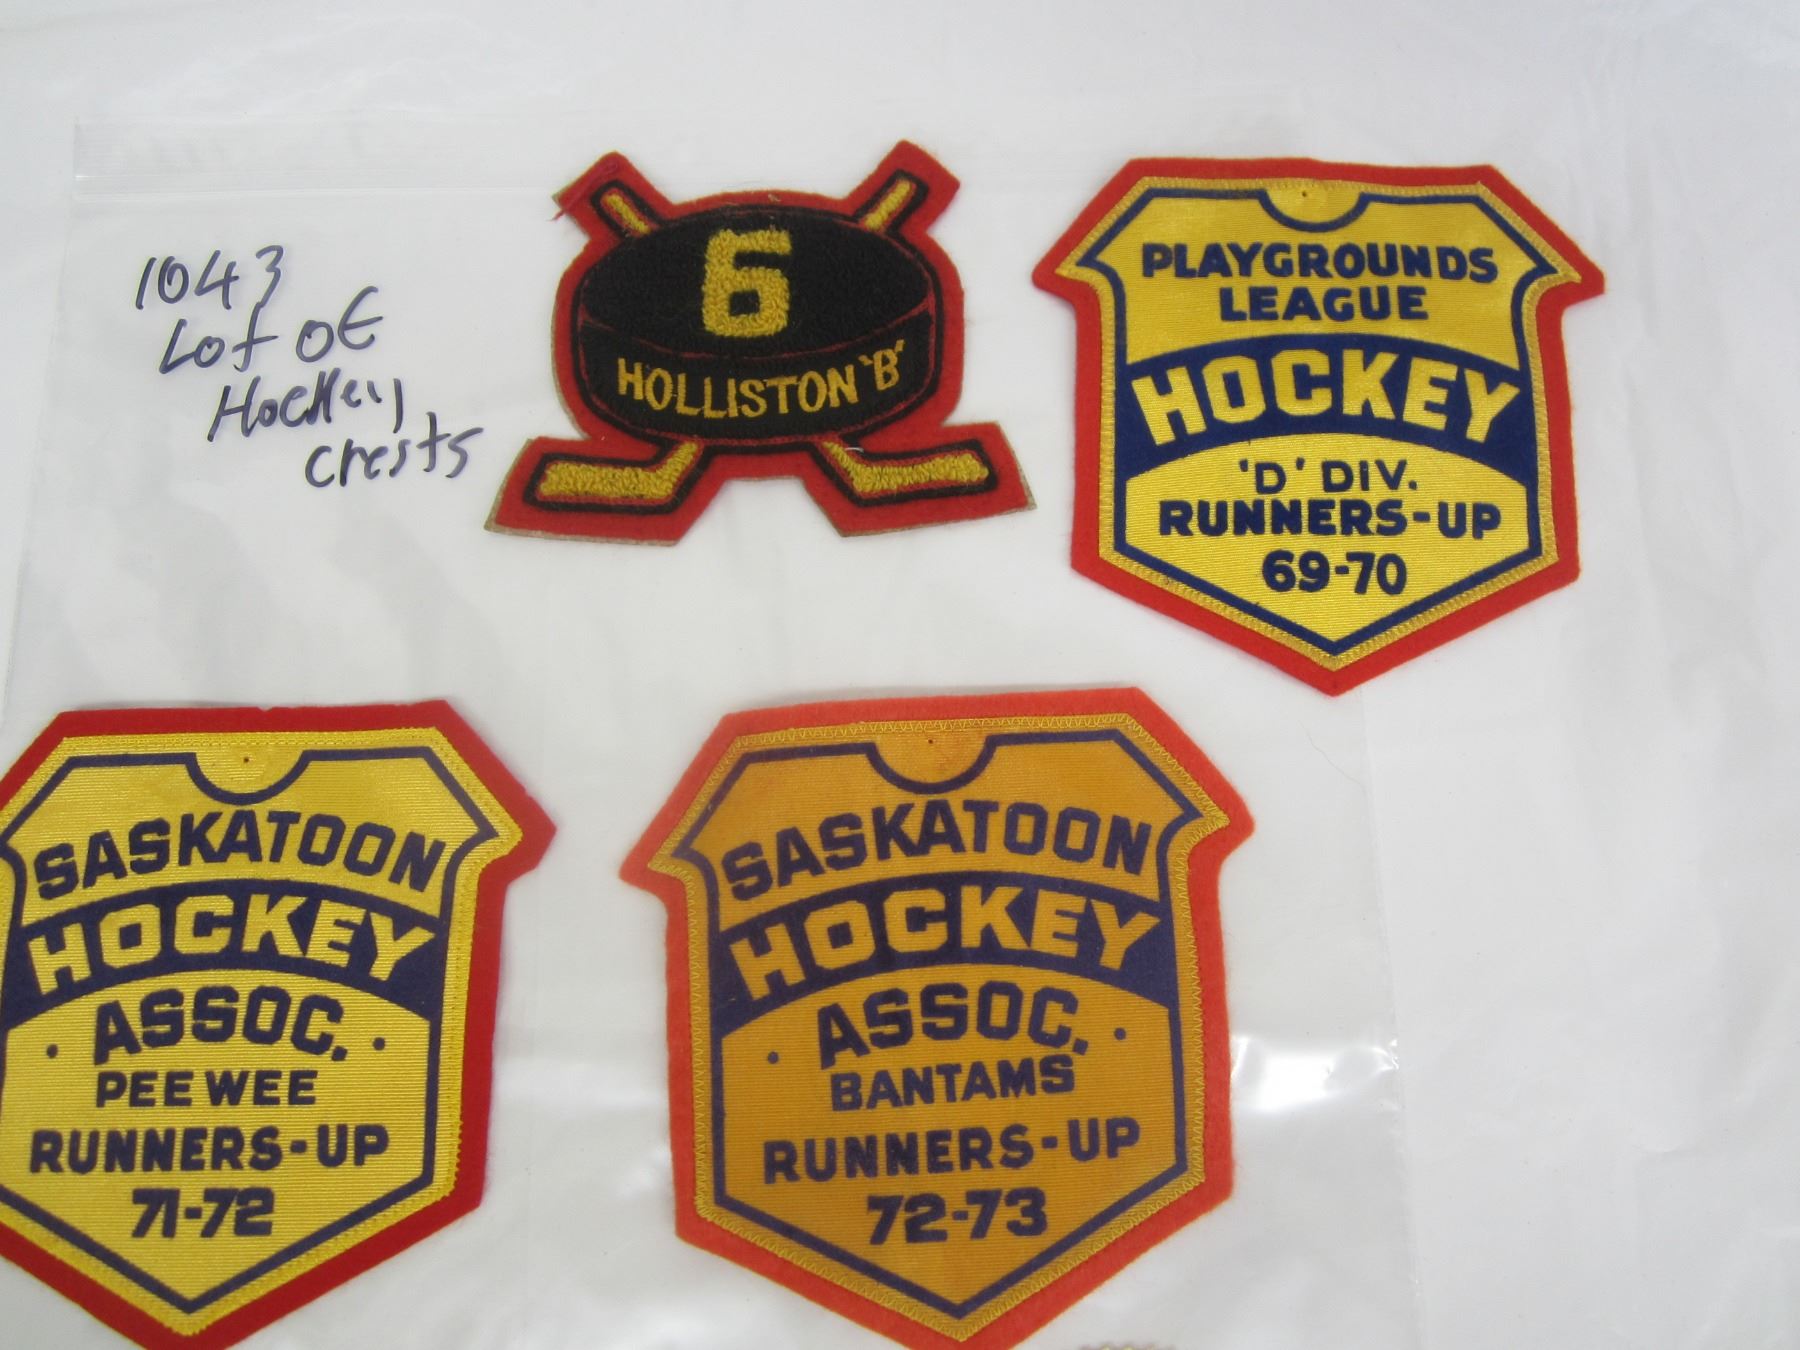 1043
Lot of
Hockey
crests
6
HOLLISTON 'B'
PLAYGROUNDS
LEAGUE
HOCKEY
'D' DIV.
RUNNERS-UP
69-70
SASKATOON
HOCKEY
ASSOC.
PEE WEE
RUNNERS-UP
71-72
SASKATOON
HOCKEY
ASSOC.
BANTAMS
RUNNERS-UP
72-73